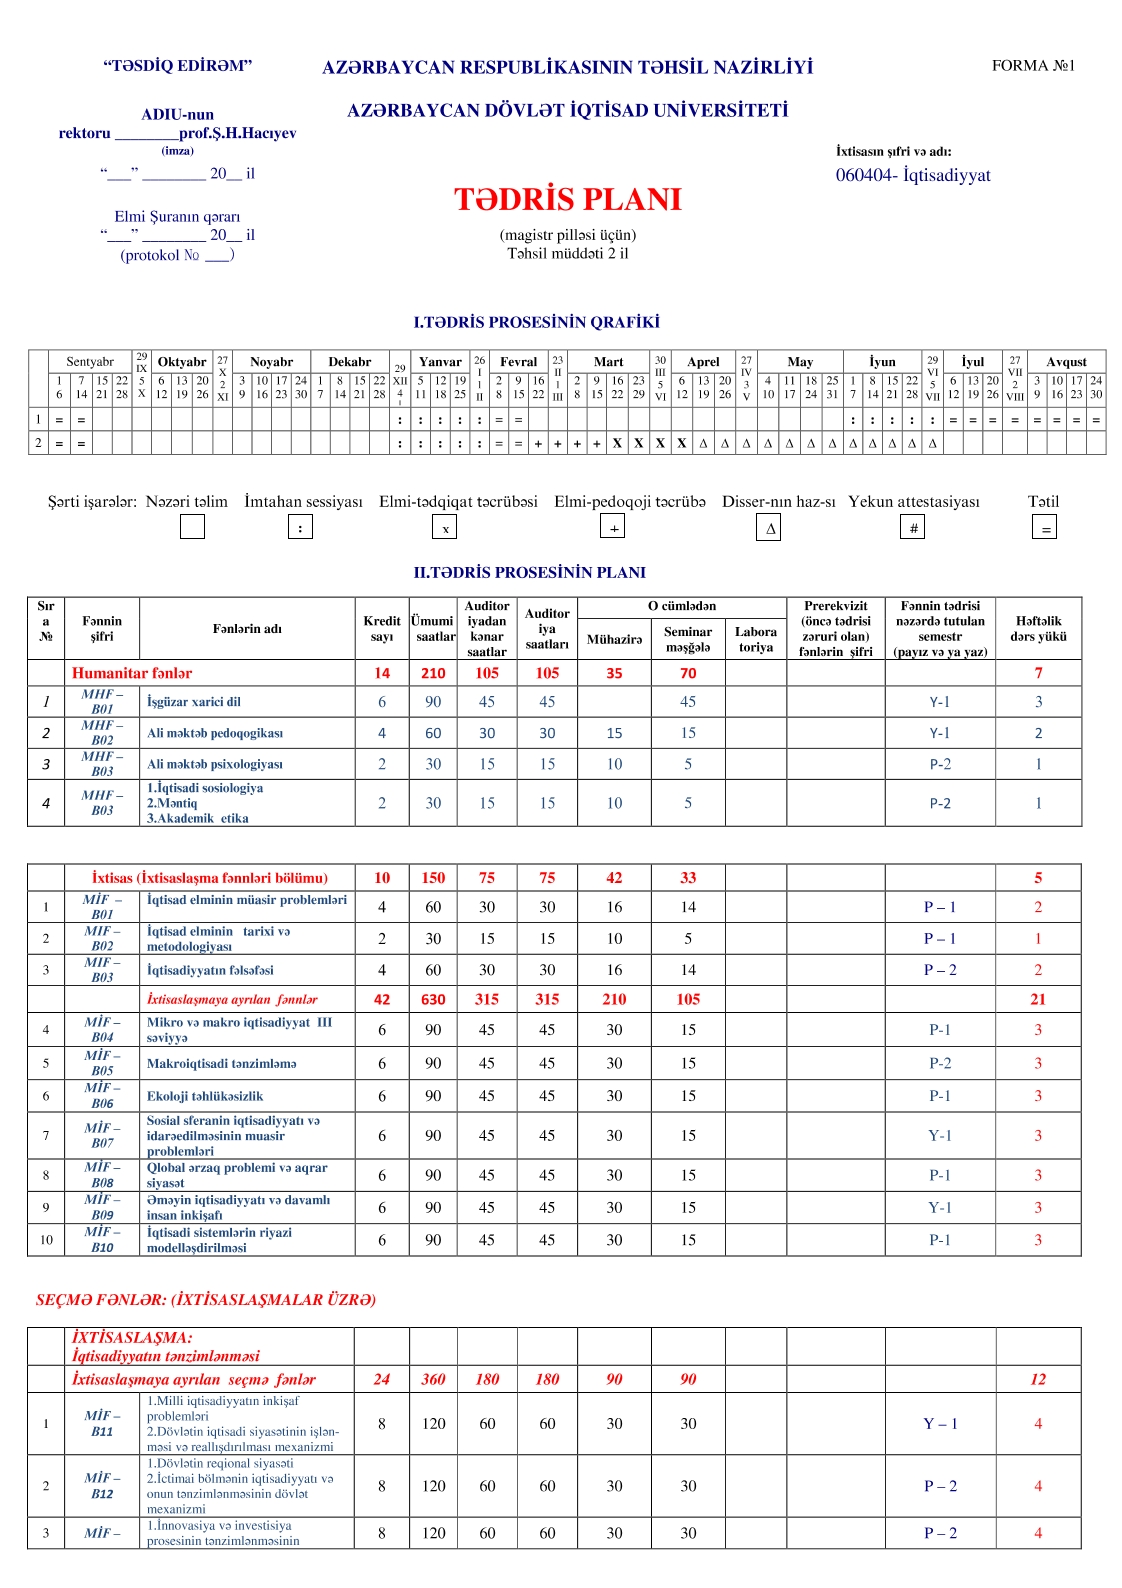 “TƏSDİQ EDİRƏM”
AZƏRBAYCAN RESPUBLİKASININ TƏHSİL NAZİRLİYİ
FORMA №1
AZƏRBAYCAN DÖVLƏT İQTİSAD UNİVERSİTETİ
ADIU-nun
rektoru ________prof.Ş.H.Hacıyev
(imza)
“___” ________ 20__ il
İxtisasın şıfri və adı:
060404- İqtisadiyyat
TƏDRİS PLANI
Elmi Şuranın qərarı
“___” ________ 20__ il
(protokol № ___)
(magistr pilləsi üçün)
Təhsil müddəti 2 il
I.TƏDRİS PROSESİNİN QRAFİKİ
Sentyabr 29 IX 5 X Oktyabr 27 X 2 XI Noyabr Dekabr 29 XII 4 I Yanvar 26 I 1 II Fevral 23 II 1 III Mart 30 III 5 VI Aprel 27 IV 3 V May İyun 29 VI 5 VII İyul 27 VII 2 VIII Avqust
1 7 15 22 6 13 20 3 10 17 24 1 8 15 22 5 12 19 2 9 16 2 9 16 23 6 13 20 4 11 18 25 1 8 15 22 6 13 20 3 10 17 24
6 14 21 28 12 19 26 9 16 23 30 7 14 21 28 11 18 25 8 15 22 8 15 22 29 12 19 26 10 17 24 31 7 14 21 28 12 19 26 9 16 23 30
1 = = : : : : : = = : : : : : = = = = = = = =
2 = = : : : : : = = + + + + X X X X Δ Δ Δ Δ Δ Δ Δ Δ Δ Δ Δ Δ
Şərti işarələr: Nəzəri təlim İmtahan sessiyası Elmi-tədqiqat təcrübəsi Elmi-pedoqoji təcrübə Disser-nın haz-sı Yekun attestasiyası Tətil
: x + Δ # =
II.TƏDRİS PROSESİNİN PLANI
Sıra № Fənnin şifri Fənlərin adı Kredit sayı Ümumi saatlar Auditoriyadan kənar saatlar Auditoriya saatları O cümlədən Mühazirə Seminar məşğələ Laboratoriya Prerekvizit (öncə tədrisi zəruri olan) fənlərin şifri Fənnin tədrisi nəzərdə tutulan semestr (payız və ya yaz) Həftəlik dərs yükü
Humanitar fənlər 14 210 105 105 35 70 7
1 MHF – B01 İşgüzar xarici dil 6 90 45 45 45 Y-1 3
2 MHF – B02 Ali məktəb pedoqogikası 4 60 30 30 15 15 Y-1 2
3 MHF – B03 Ali məktəb psixologiyası 2 30 15 15 10 5 P-2 1
4 MHF – B03 1.İqtisadi sosiologiya
2.Məntiq
3.Akademik etika 2 30 15 15 10 5 P-2 1
İxtisas (İxtisaslaşma fənnləri bölümu) 10 150 75 75 42 33 5
1 MİF – B01 İqtisad elminin müasir problemləri 4 60 30 30 16 14 P – 1 2
2 MIF – B02 İqtisad elminin tarixi və metodologiyası 2 30 15 15 10 5 P – 1 1
3 MIF – B03 İqtisadiyyatın fəlsəfəsi 4 60 30 30 16 14 P – 2 2
İxtisaslaşmaya ayrılan fənnlər 42 630 315 315 210 105 21
4 MİF – B04 Mikro və makro iqtisadiyyat III səviyyə 6 90 45 45 30 15 P-1 3
5 MİF – B05 Makroiqtisadi tənzimləmə 6 90 45 45 30 15 P-2 3
6 MİF – B06 Ekoloji təhlükəsizlik 6 90 45 45 30 15 P-1 3
7 MİF – B07 Sosial sferanin iqtisadiyyatı və idarəedilməsinin muasir problemləri 6 90 45 45 30 15 Y-1 3
8 MİF – B08 Qlobal ərzaq problemi və aqrar siyasət 6 90 45 45 30 15 P-1 3
9 MİF – B09 Əməyin iqtisadiyyatı və davamlı insan inkişafı 6 90 45 45 30 15 Y-1 3
10 MİF – B10 İqtisadi sistemlərin riyazi modelləşdirilməsi 6 90 45 45 30 15 P-1 3
SEÇMƏ FƏNLƏR: (İXTİSASLAŞMALAR ÜZRƏ)
İXTİSASLAŞMA:
İqtisadiyyatın tənzimlənməsi
İxtisaslaşmaya ayrılan seçmə fənlər 24 360 180 180 90 90 12
1 MİF – B11 1.Milli iqtisadiyyatın inkişaf problemləri
2.Dövlətin iqtisadi siyasətinin işlən-
məsi və reallışdırılması mexanizmi 8 120 60 60 30 30 Y – 1 4
2 MİF – B12 1.Dövlətin reqional siyasəti
2.İctimai bölmənin iqtisadiyyatı və
onun tənzimlənməsinin dövlət
mexanizmi 8 120 60 60 30 30 P – 2 4
3 MİF – 1.İnnovasiya və investisiya
prosesinin tənzimlənməsinin 8 120 60 60 30 30 P – 2 4